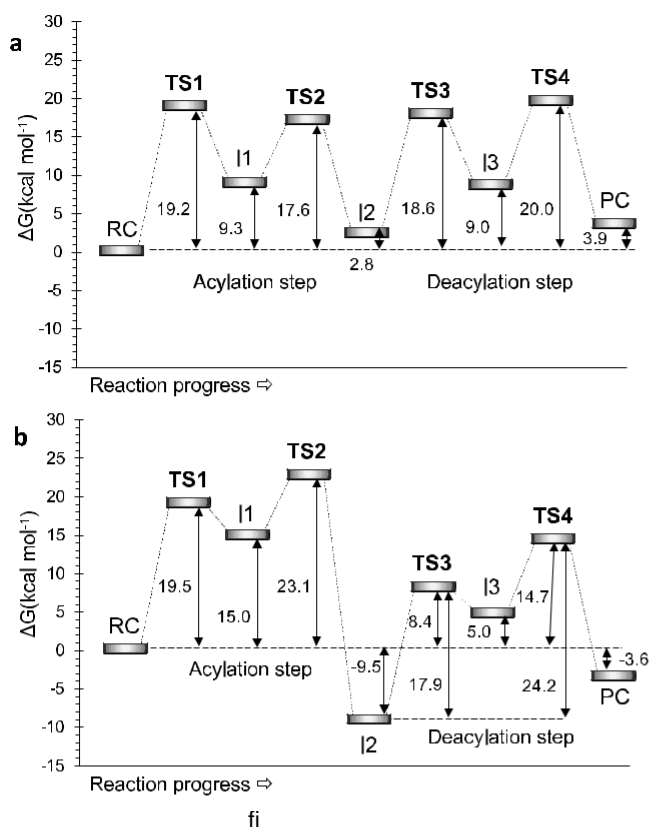 a
ΔG(kcal mol-1)
30
25
20
15
10
5
0
-5
-10
-15
RC
TS1
19.2
I1
9.3
TS2
17.6
I2
2.8
TS3
18.6
I3
9.0
TS4
20.0
PC
3.9
Acylation step
Deacylation step
Reaction progress ⇨
b
ΔG(kcal mol-1)
30
25
20
15
10
5
0
-5
-10
-15
RC
TS1
19.5
I1
15.0
TS2
23.1
I2
-9.5
TS3
8.4
17.9
I3
5.0
TS4
14.7
24.2
-3.6
PC
Acylation step
Deacylation step
Reaction progress ⇨
fi